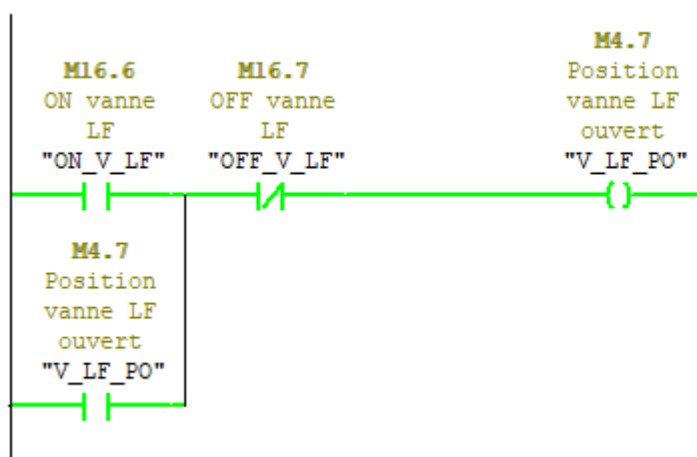 M16.6
ON vanne
LF
"ON_V_LF"
M16.7
OFF vanne
LF
"OFF_V_LF"
M4.7
Position
vanne LF
ouvert
"V_LF_PO"
M4.7
Position
vanne LF
ouvert
"V_LF_PO"